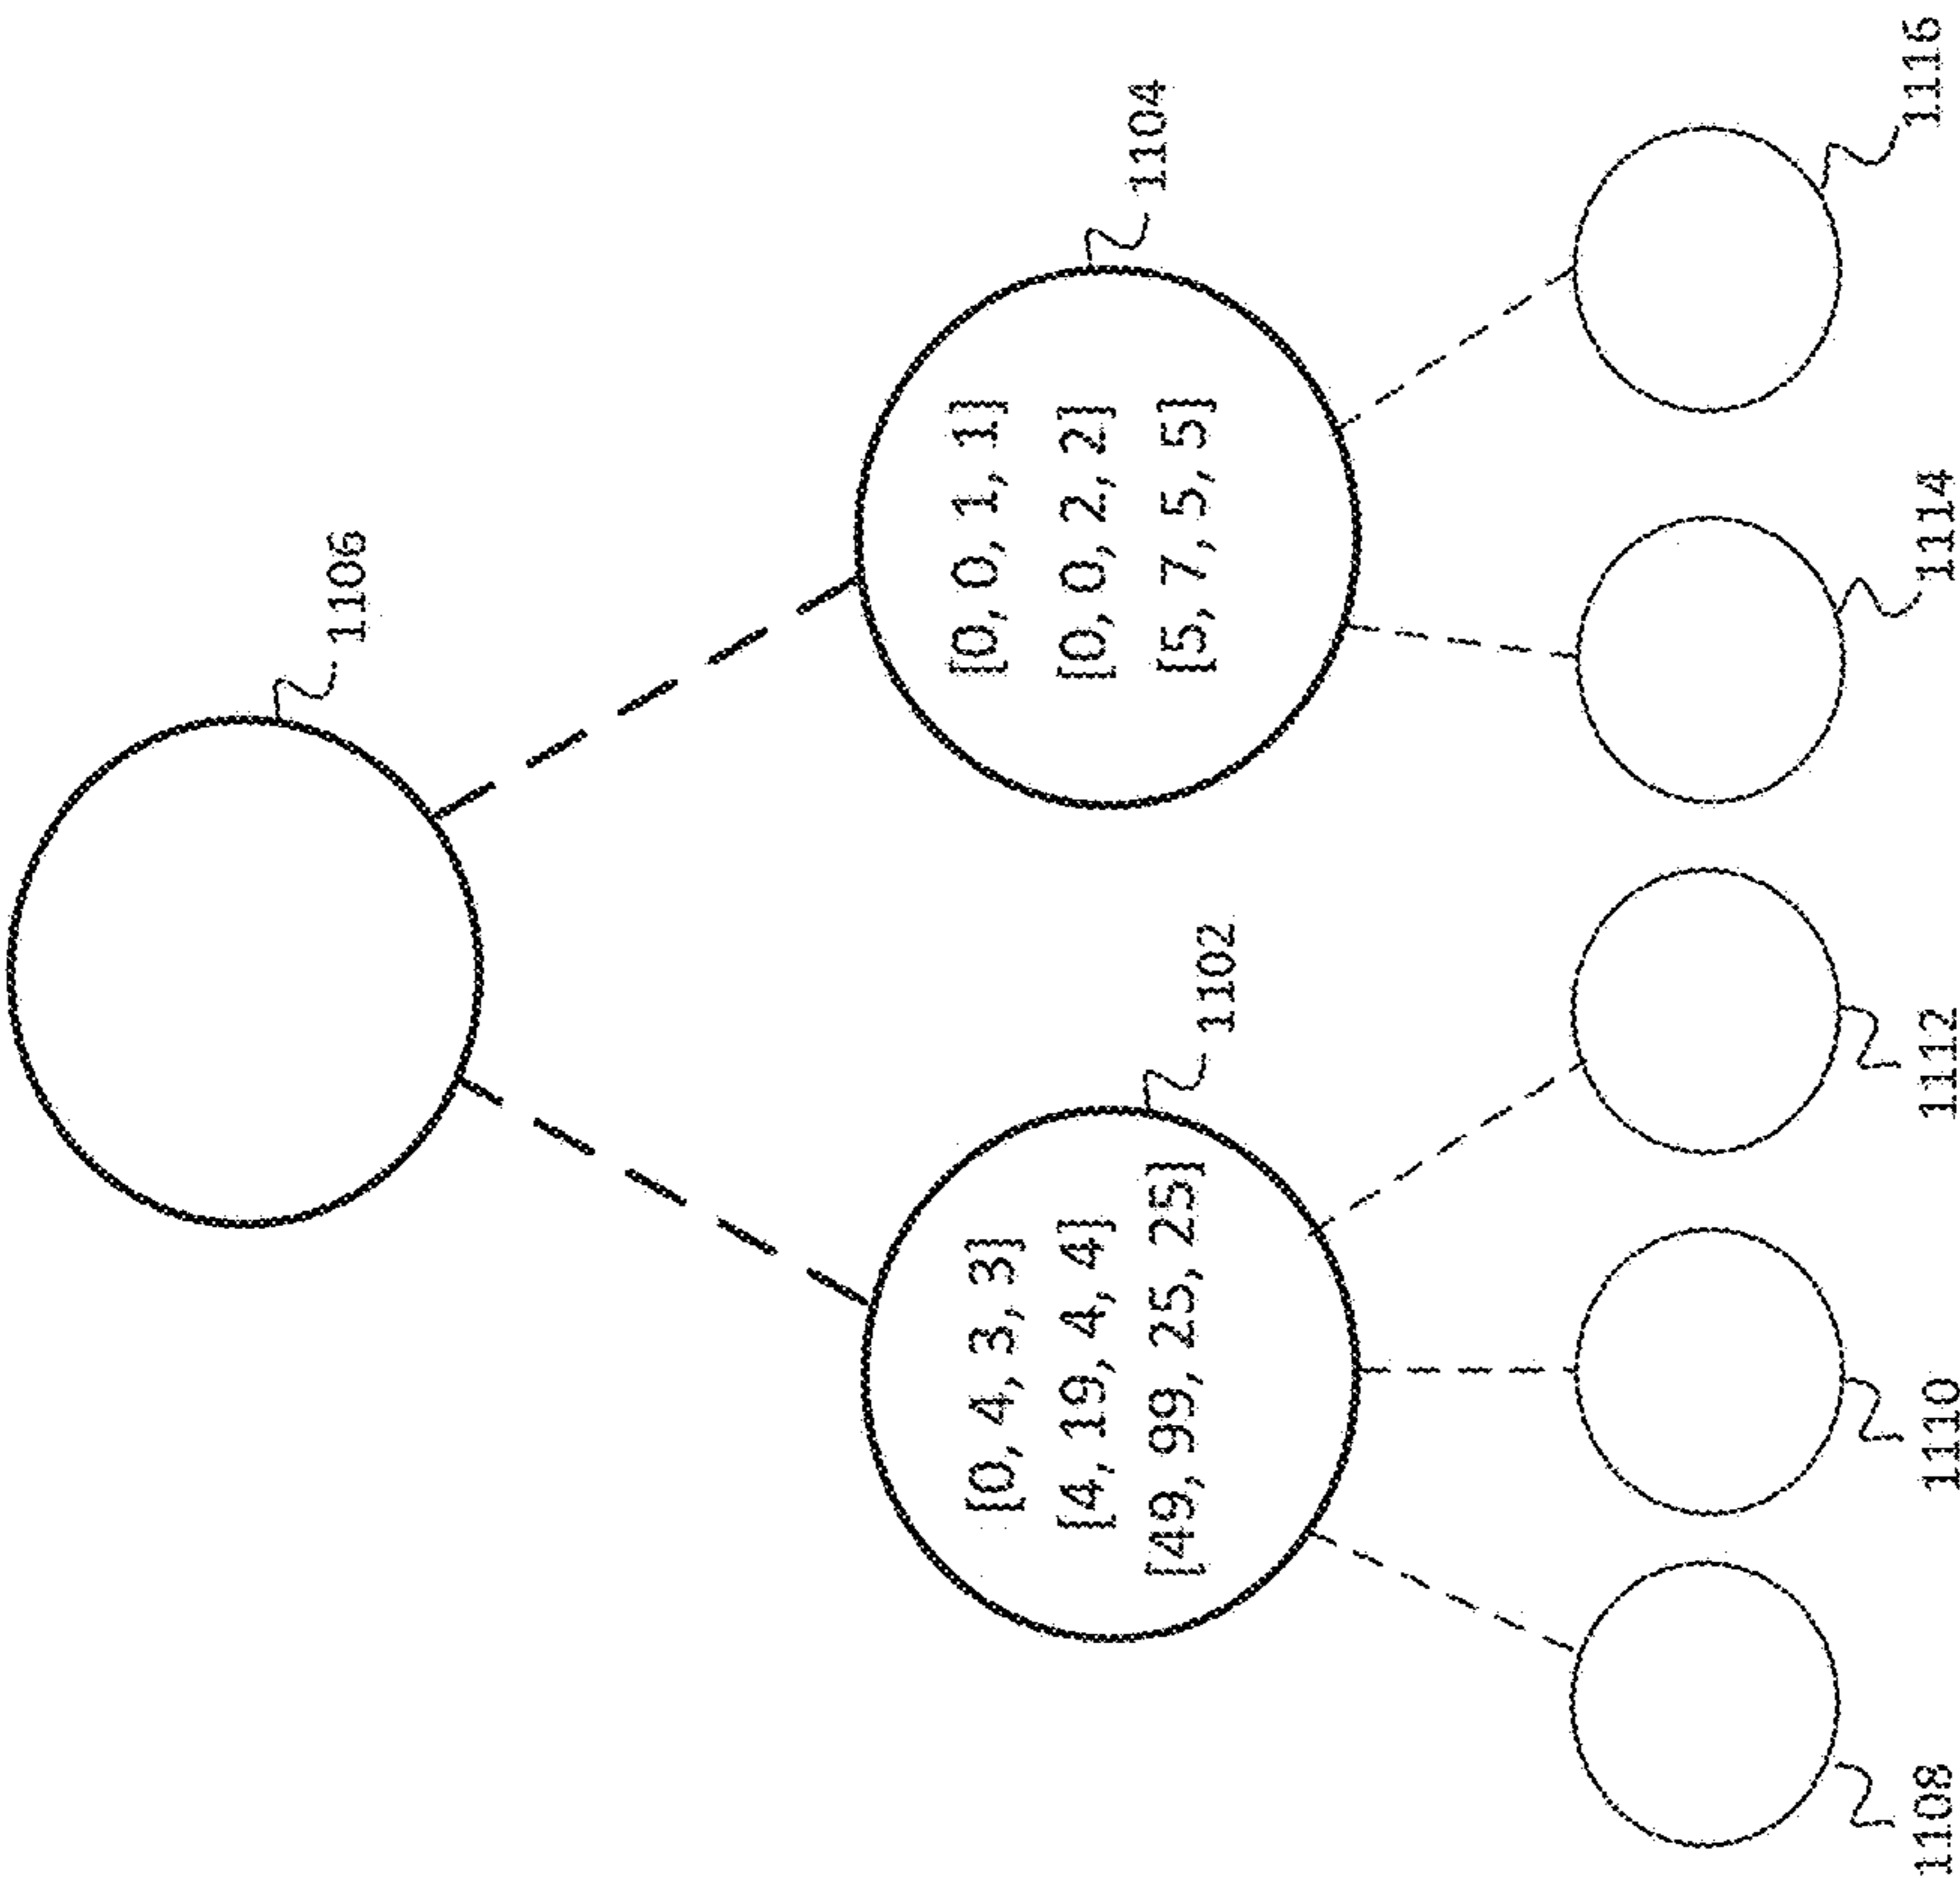 1106
[0, 4, 3, 3]
[4, 19, 4, 4]
[49, 99, 25, 25]
1102
[0, 0, 1, 1]
[0, 0, 2, 2]
[5, 7, 5, 5]
1104
1108
1110
1112
1114
1116